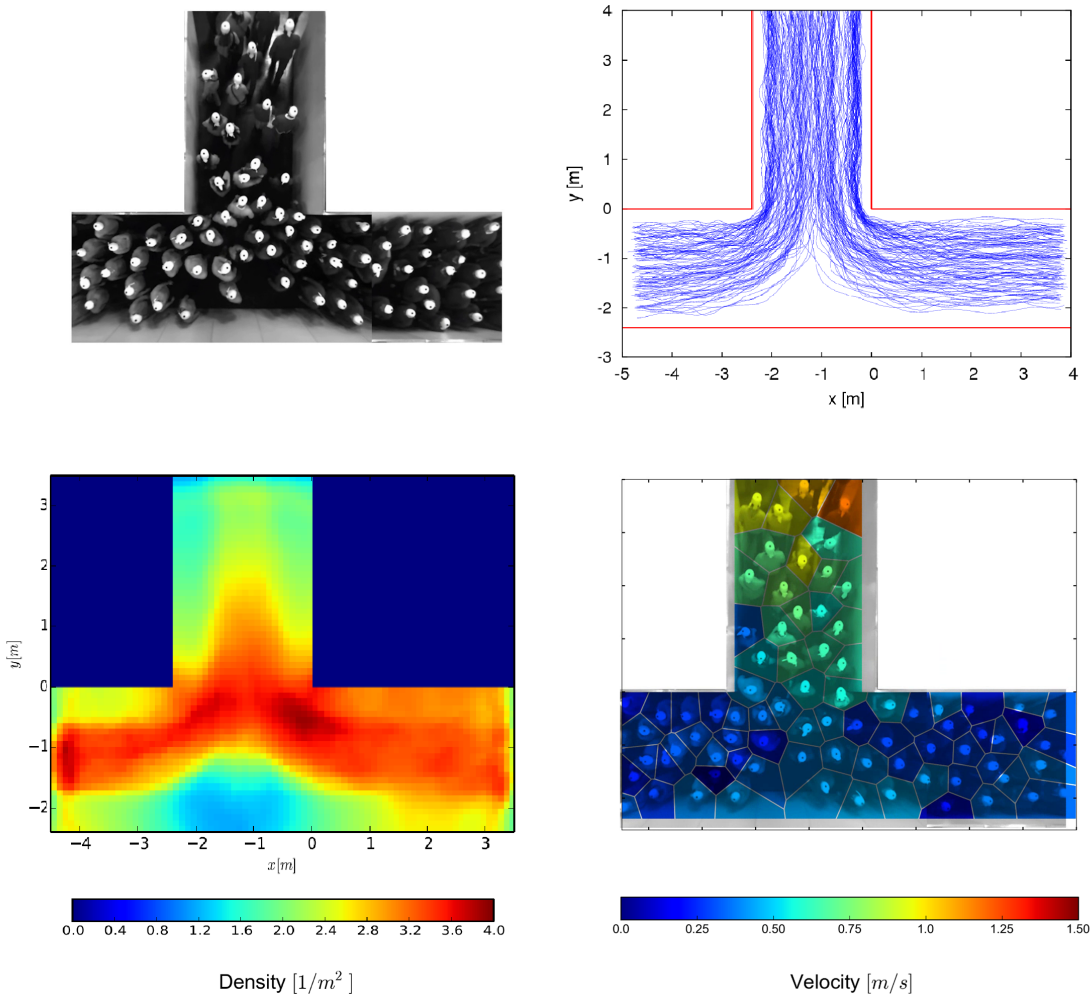 4
3
2
1
0
-1
-2
-3
y [m]
-5 -4 -3 -2 -1 0 1 2 3 4
x [m]
3
2
1
0
−1
−2
y[m]
−4 −3 −2 −1 0 1 2 3
x[m]
0.0 0.4 0.8 1.2 1.6 2.0 2.4 2.8 3.2 3.6 4.0
Density [1/m² ]
0.0 0.25 0.50 0.75 1.0 1.25 1.50
Velocity [m/s]